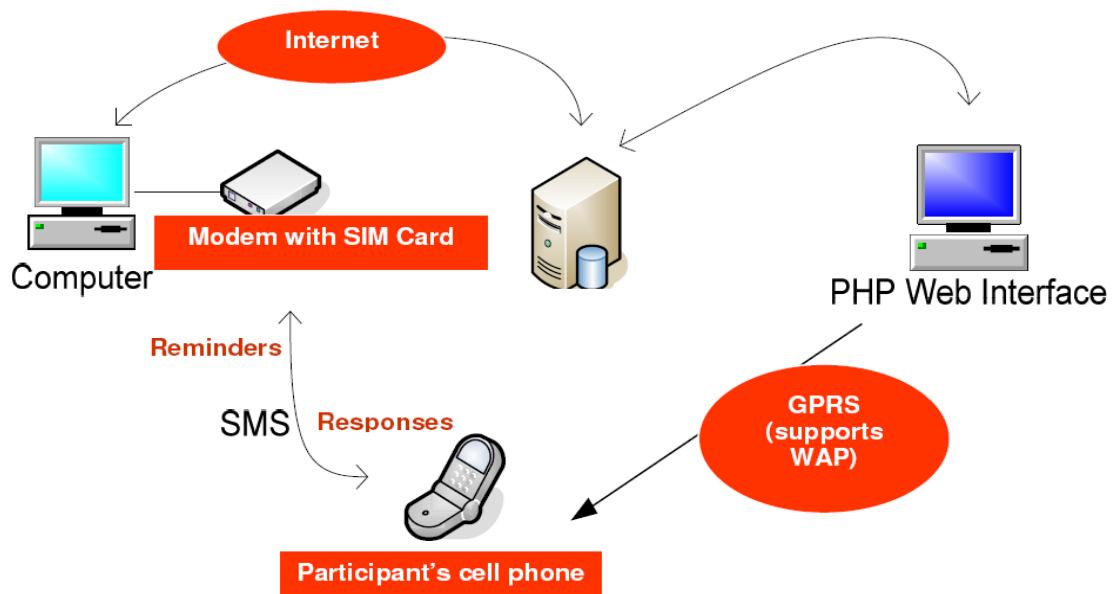 Internet
Modem with SIM Card
Computer
PHP Web Interface
Reminders
SMS
Responses
GPRS
(supports
WAP)
Participant's cell phone